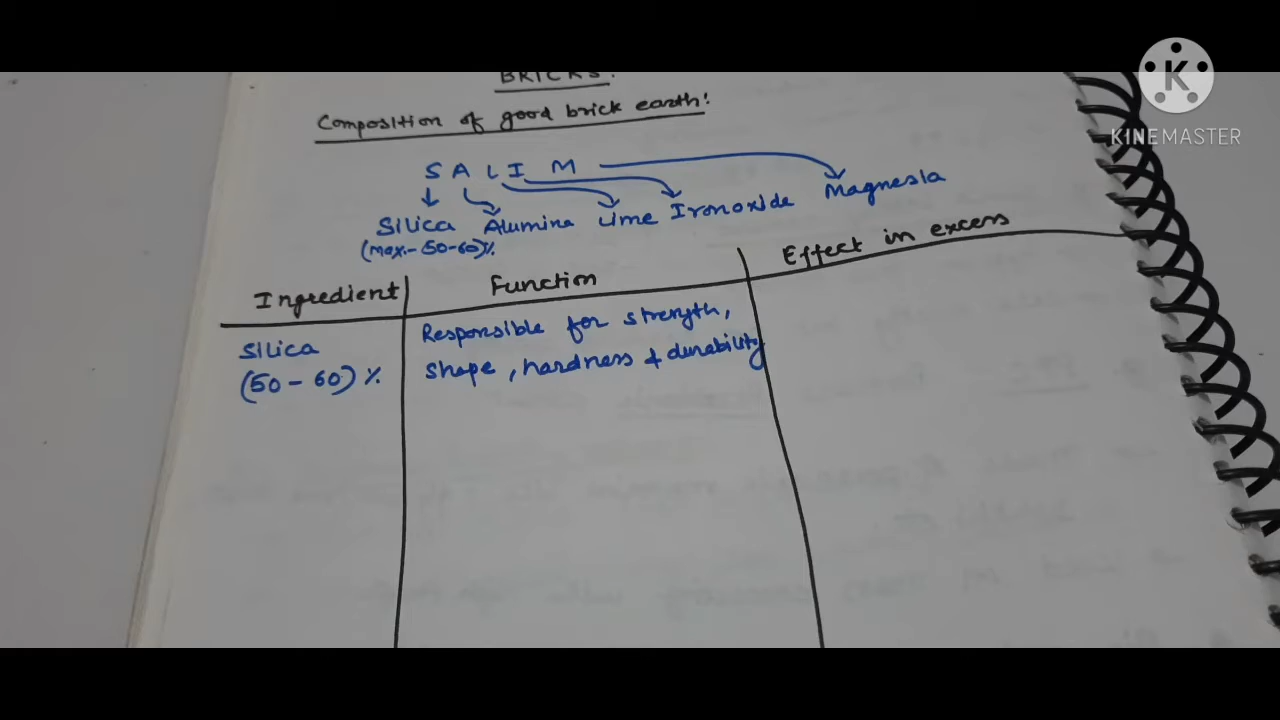 BRICKS:
Composition of good brick earth:
S A L I M
Silica Alumina Lime Ironoxide Magnesia
(Max.-50-60)%
Ingredient Function Effect in excess
Silica Responsible for strength,
(50-60)% shape, hardness & durability
K
KINEMASTER